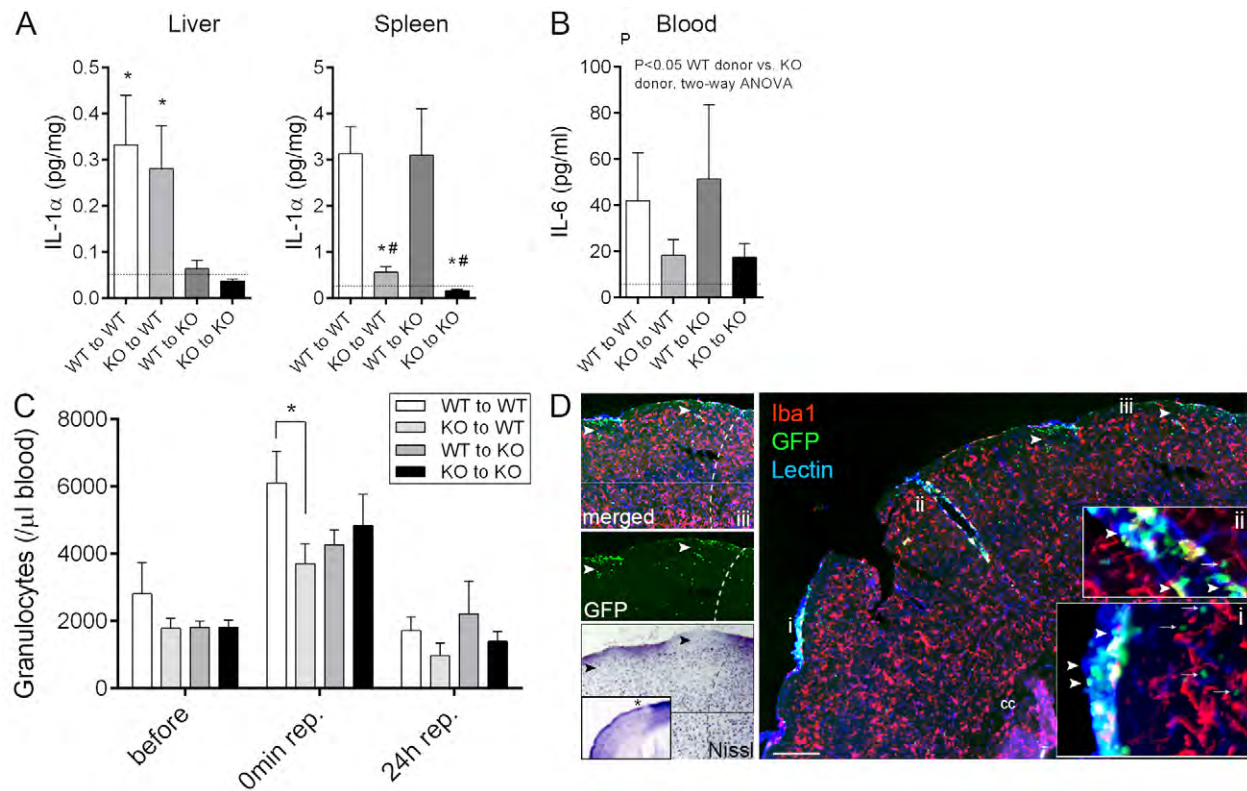 A
Liver
Spleen
IL-1α (pg/mg)
0.5
0.4
0.3
0.2
0.1
0.0
*
*
WT to WT
KO to WT
WT to KO
KO to KO
IL-1α (pg/mg)
5
4
3
2
1
0
*#
*#
WT to WT
KO to WT
WT to KO
KO to KO
B
Blood
P
P<0.05 WT donor vs. KO
donor, two-way ANOVA
IL-6 (pg/ml)
100
80
60
40
20
0
WT to WT
KO to WT
WT to KO
KO to KO
C
Granulocytes (/μl blood)
8000
6000
4000
2000
0
*
WT to WT
KO to WT
WT to KO
KO to KO
before
0min rep.
24h rep.
D
merged
iii
GFP
*
Nissl
Iba1
GFP
Lectin
iii
ii
i
cc
ii
i